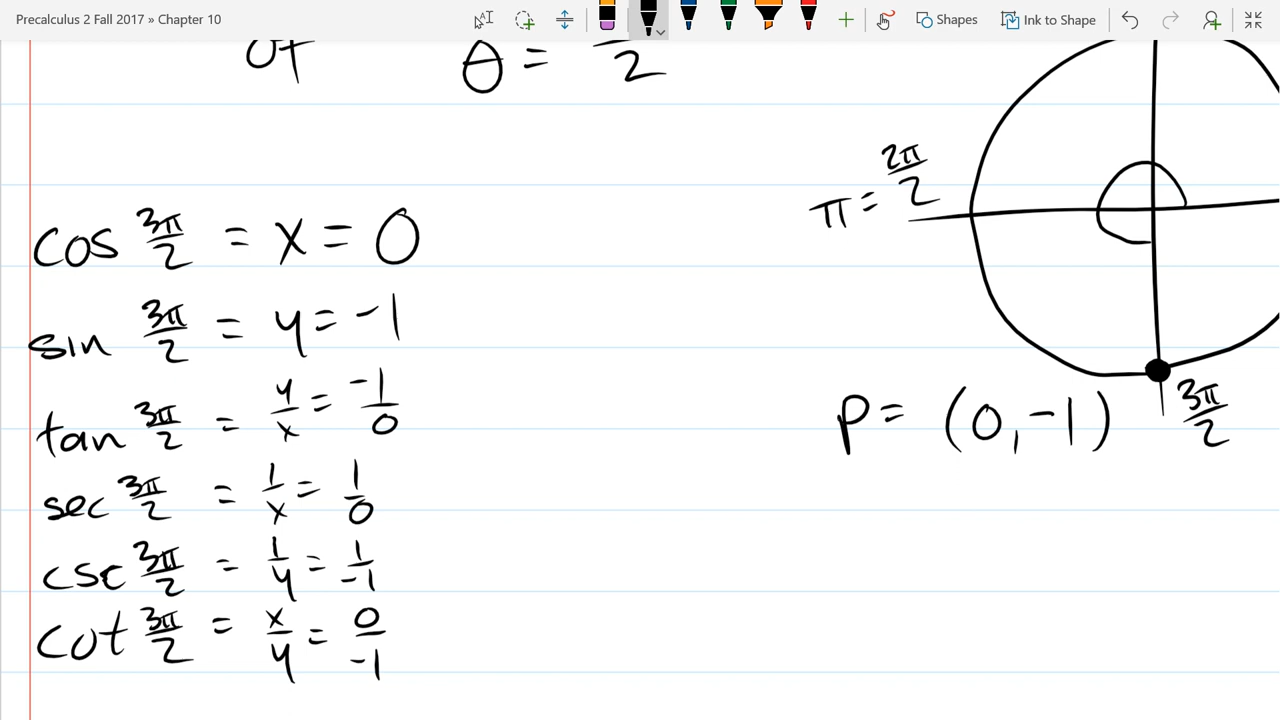 Precalculus 2 Fall 2017 » Chapter 10
Shapes
Ink to Shape
of θ = /2
π = 2π/2
cos 3π/2 = x = 0
sin 3π/2 = y = -1
tan 3π/2 = y/x = -1/0
P = (0, -1) 3π/2
sec 3π/2 = 1/x = 1/0
csc 3π/2 = 1/y = 1/-1
cot 3π/2 = x/y = 0/-1